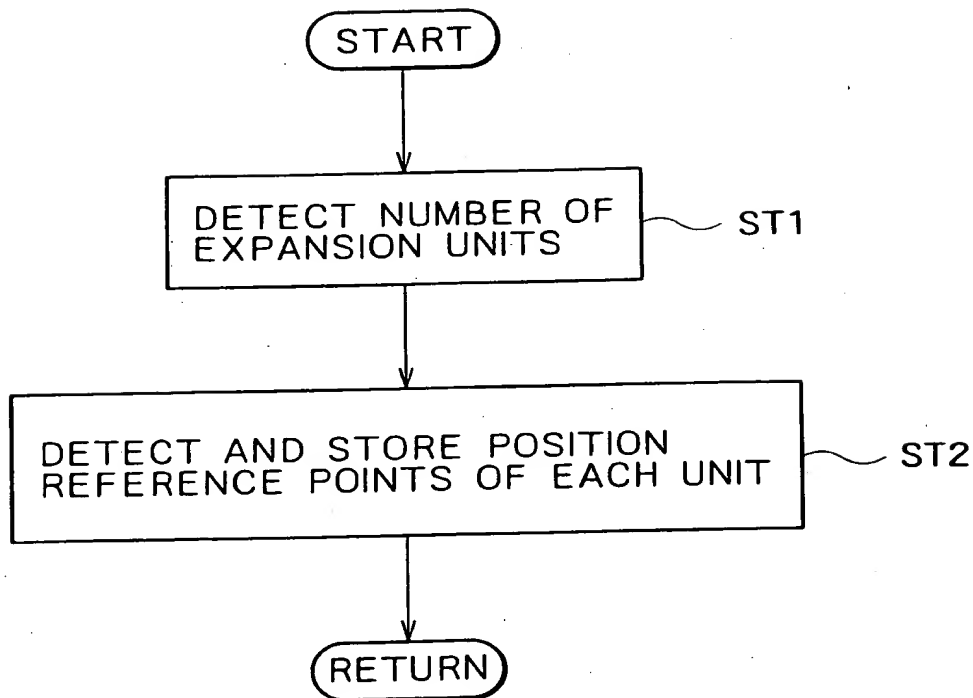 START
DETECT NUMBER OF
EXPANSION UNITS
ST1
DETECT AND STORE POSITION
REFERENCE POINTS OF EACH UNIT
ST2
RETURN